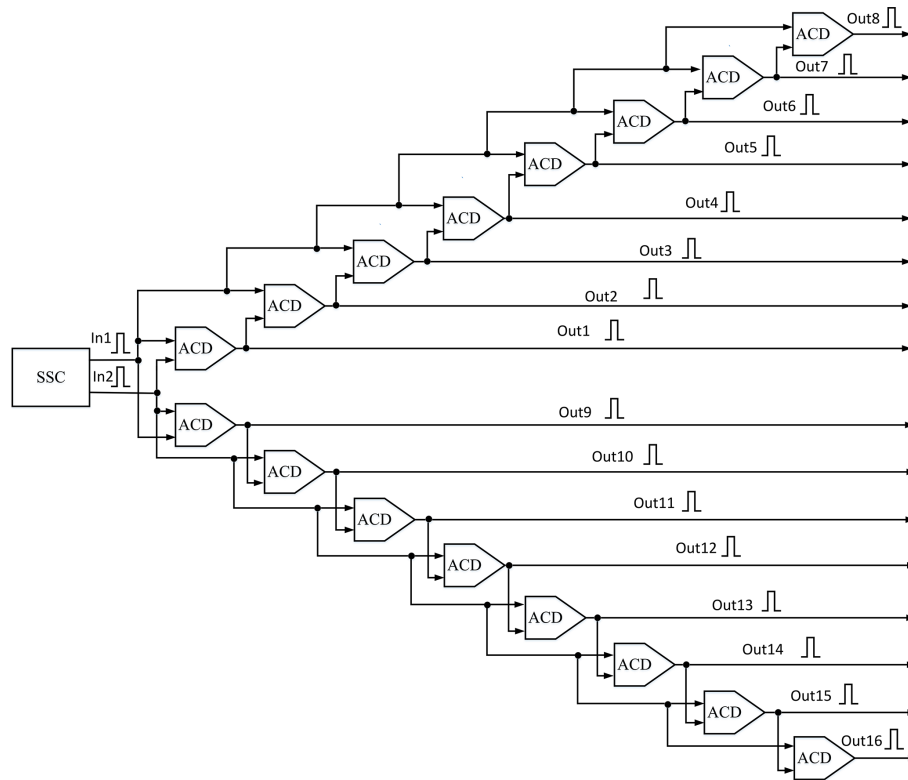 Out8
ACD
Out7
ACD
Out6
ACD
Out5
ACD
Out4
ACD
Out3
ACD
Out2
ACD
Out1
In1
ACD
SSC
In2
Out9
ACD
Out10
ACD
Out11
ACD
Out12
ACD
Out13
ACD
Out14
ACD
Out15
ACD
Out16
ACD